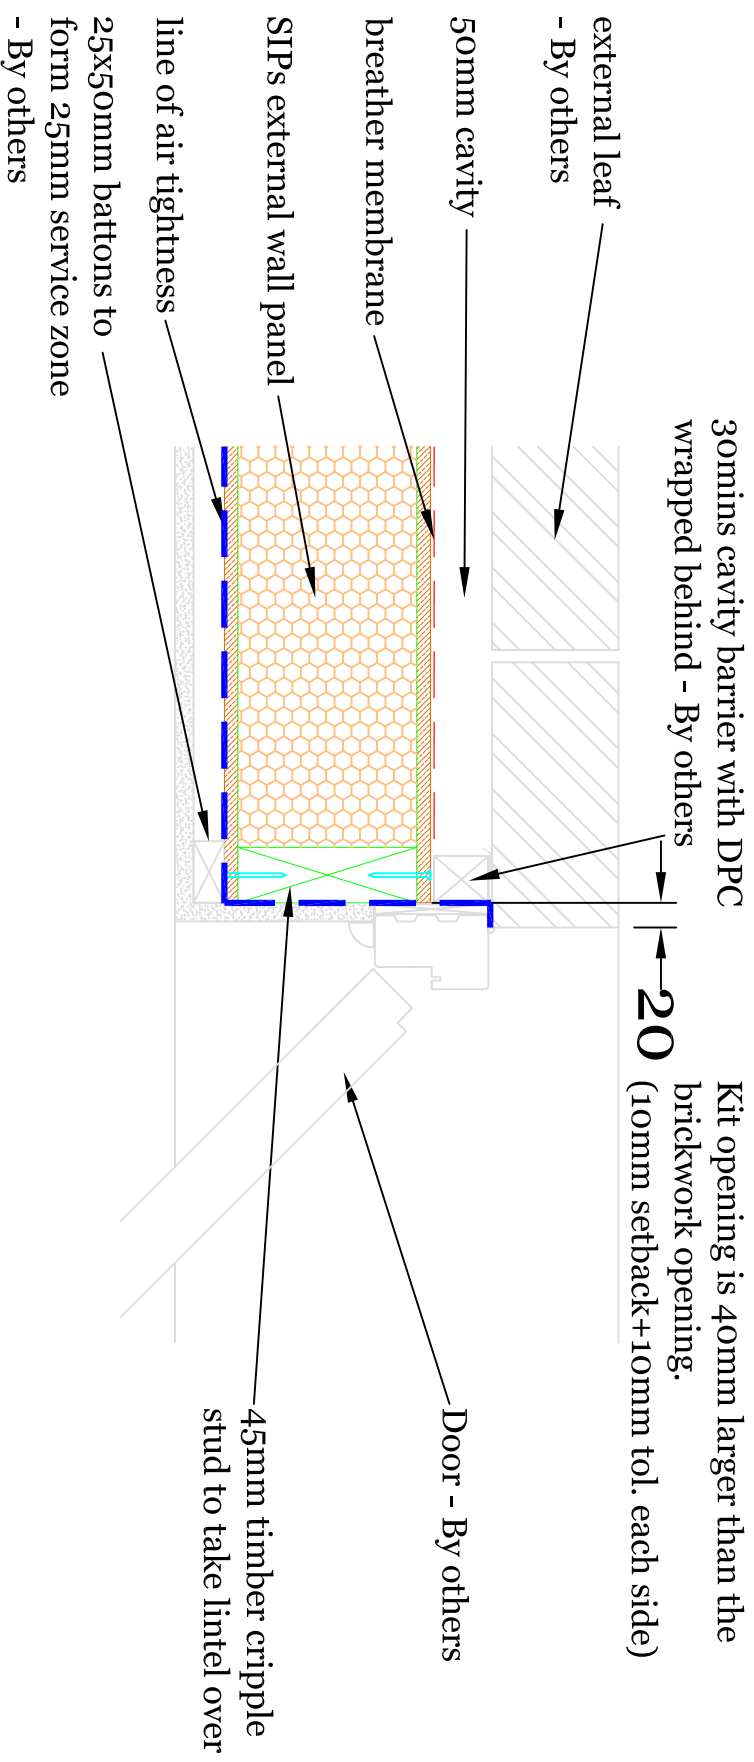 30mins cavity barrier with DPC
wrapped behind - By others
Kit opening is 40mm larger than the
brickwork opening.
(10mm setback+10mm tol. each side)
20
external leaf
- By others
50mm cavity
breather membrane
SIPs external wall panel
line of air tightness
25x50mm battons to
form 25mm service zone
- By others
Door - By others
45mm timber cripple
stud to take lintel over